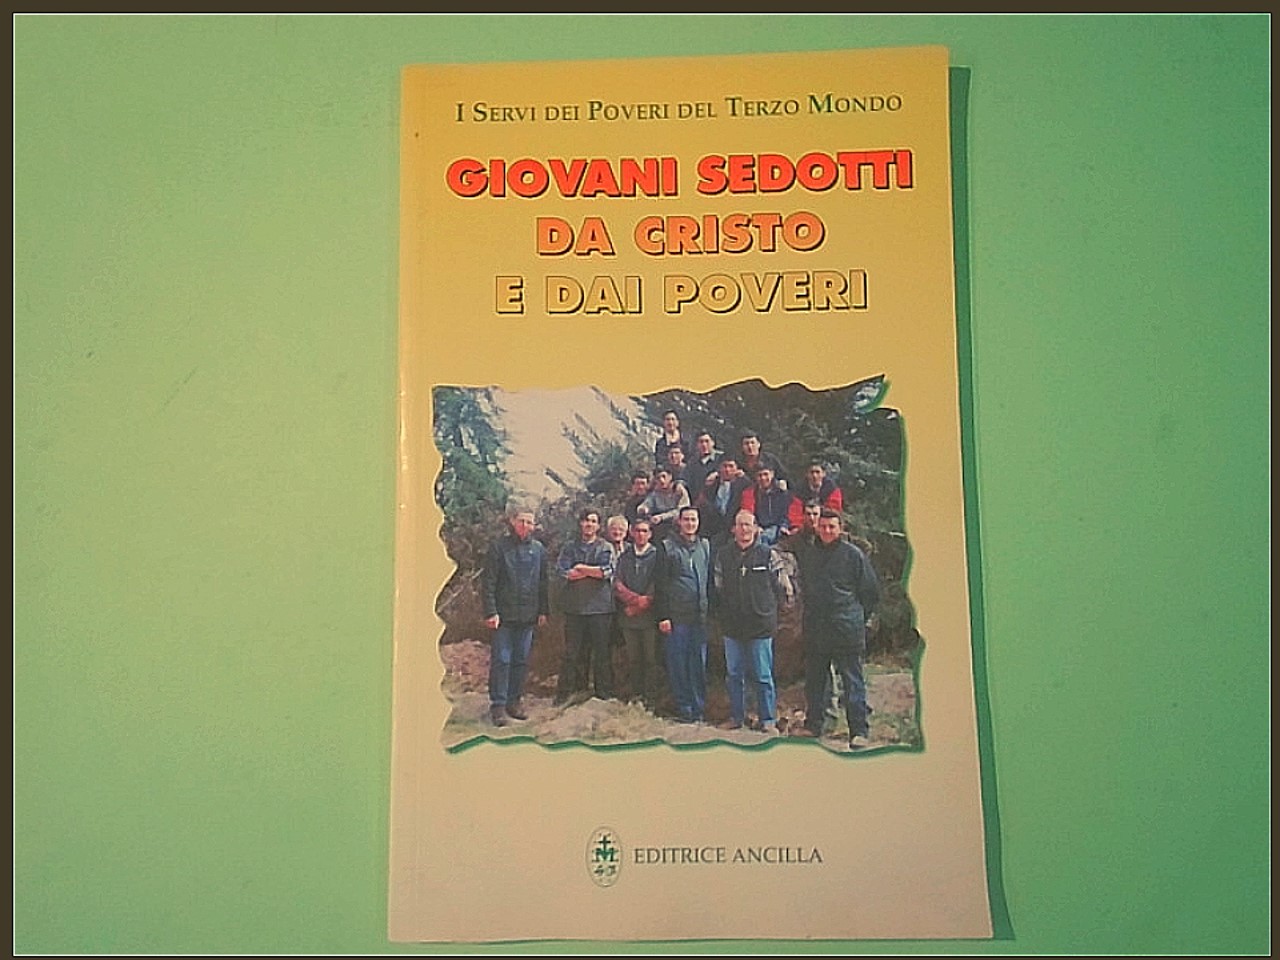 I SERVI DEI POVERI DEL TERZO MONDO
GIOVANI SEDOTTI
DA CRISTO
E DAI POVERI
M
EDITRICE ANCILLA